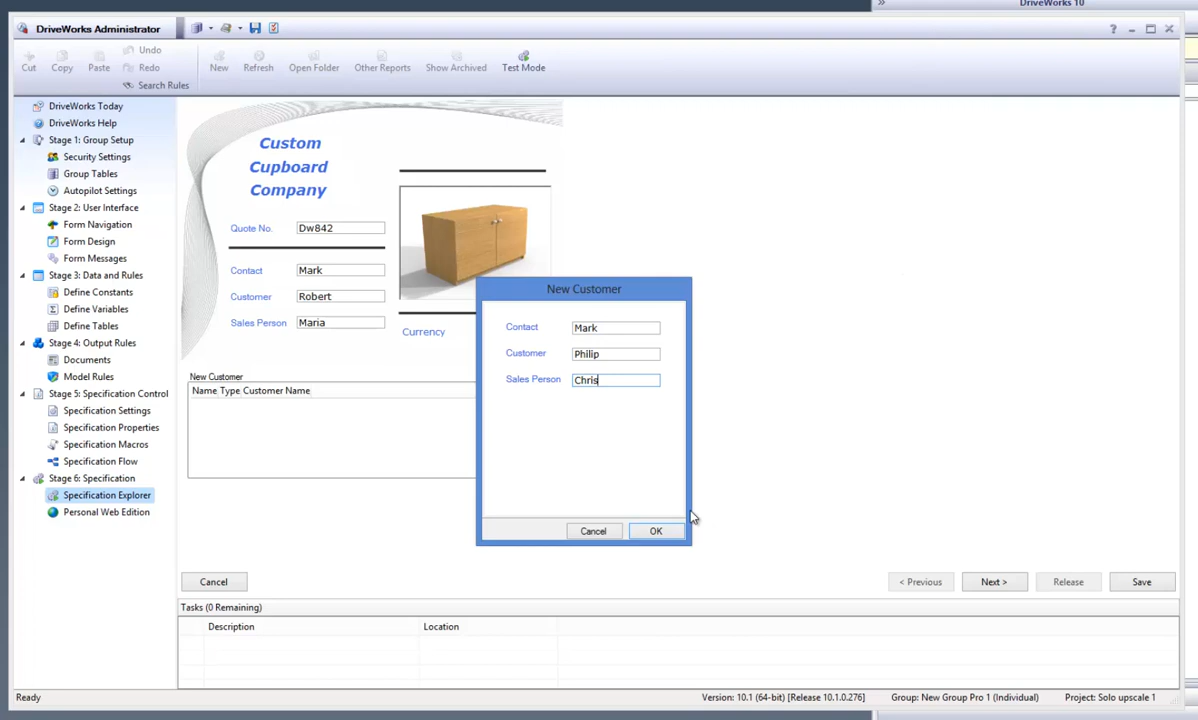 DriveWorks 10
DriveWorks Administrator
Cut
Copy
Paste
Undo
Redo
Search Rules
New
Refresh
Open Folder
Other Reports
Show Archived
Test Mode
DriveWorks Today
DriveWorks Help
Stage 1: Group Setup
Security Settings
Group Tables
Autopilot Settings
Stage 2: User Interface
Form Navigation
Form Design
Form Messages
Stage 3: Data and Rules
Define Constants
Define Variables
Define Tables
Stage 4: Output Rules
Documents
Model Rules
Stage 5: Specification Control
Specification Settings
Specification Properties
Specification Macros
Specification Flow
Stage 6: Specification
Specification Explorer
Personal Web Edition
Custom
Cupboard
Company
Quote No. Dw842
Contact Mark
Customer Robert
Sales Person Maria
Currency
New Customer
Name Type Customer Name
New Customer
Contact Mark
Customer Philip
Sales Person Chris
Cancel OK
Cancel
< Previous
Next >
Release
Save
Tasks (0 Remaining)
Description Location
Ready
Version: 10.1 (64-bit) [Release 10.1.0.276]
Group: New Group Pro 1 (Individual)
Project: Solo upscale 1